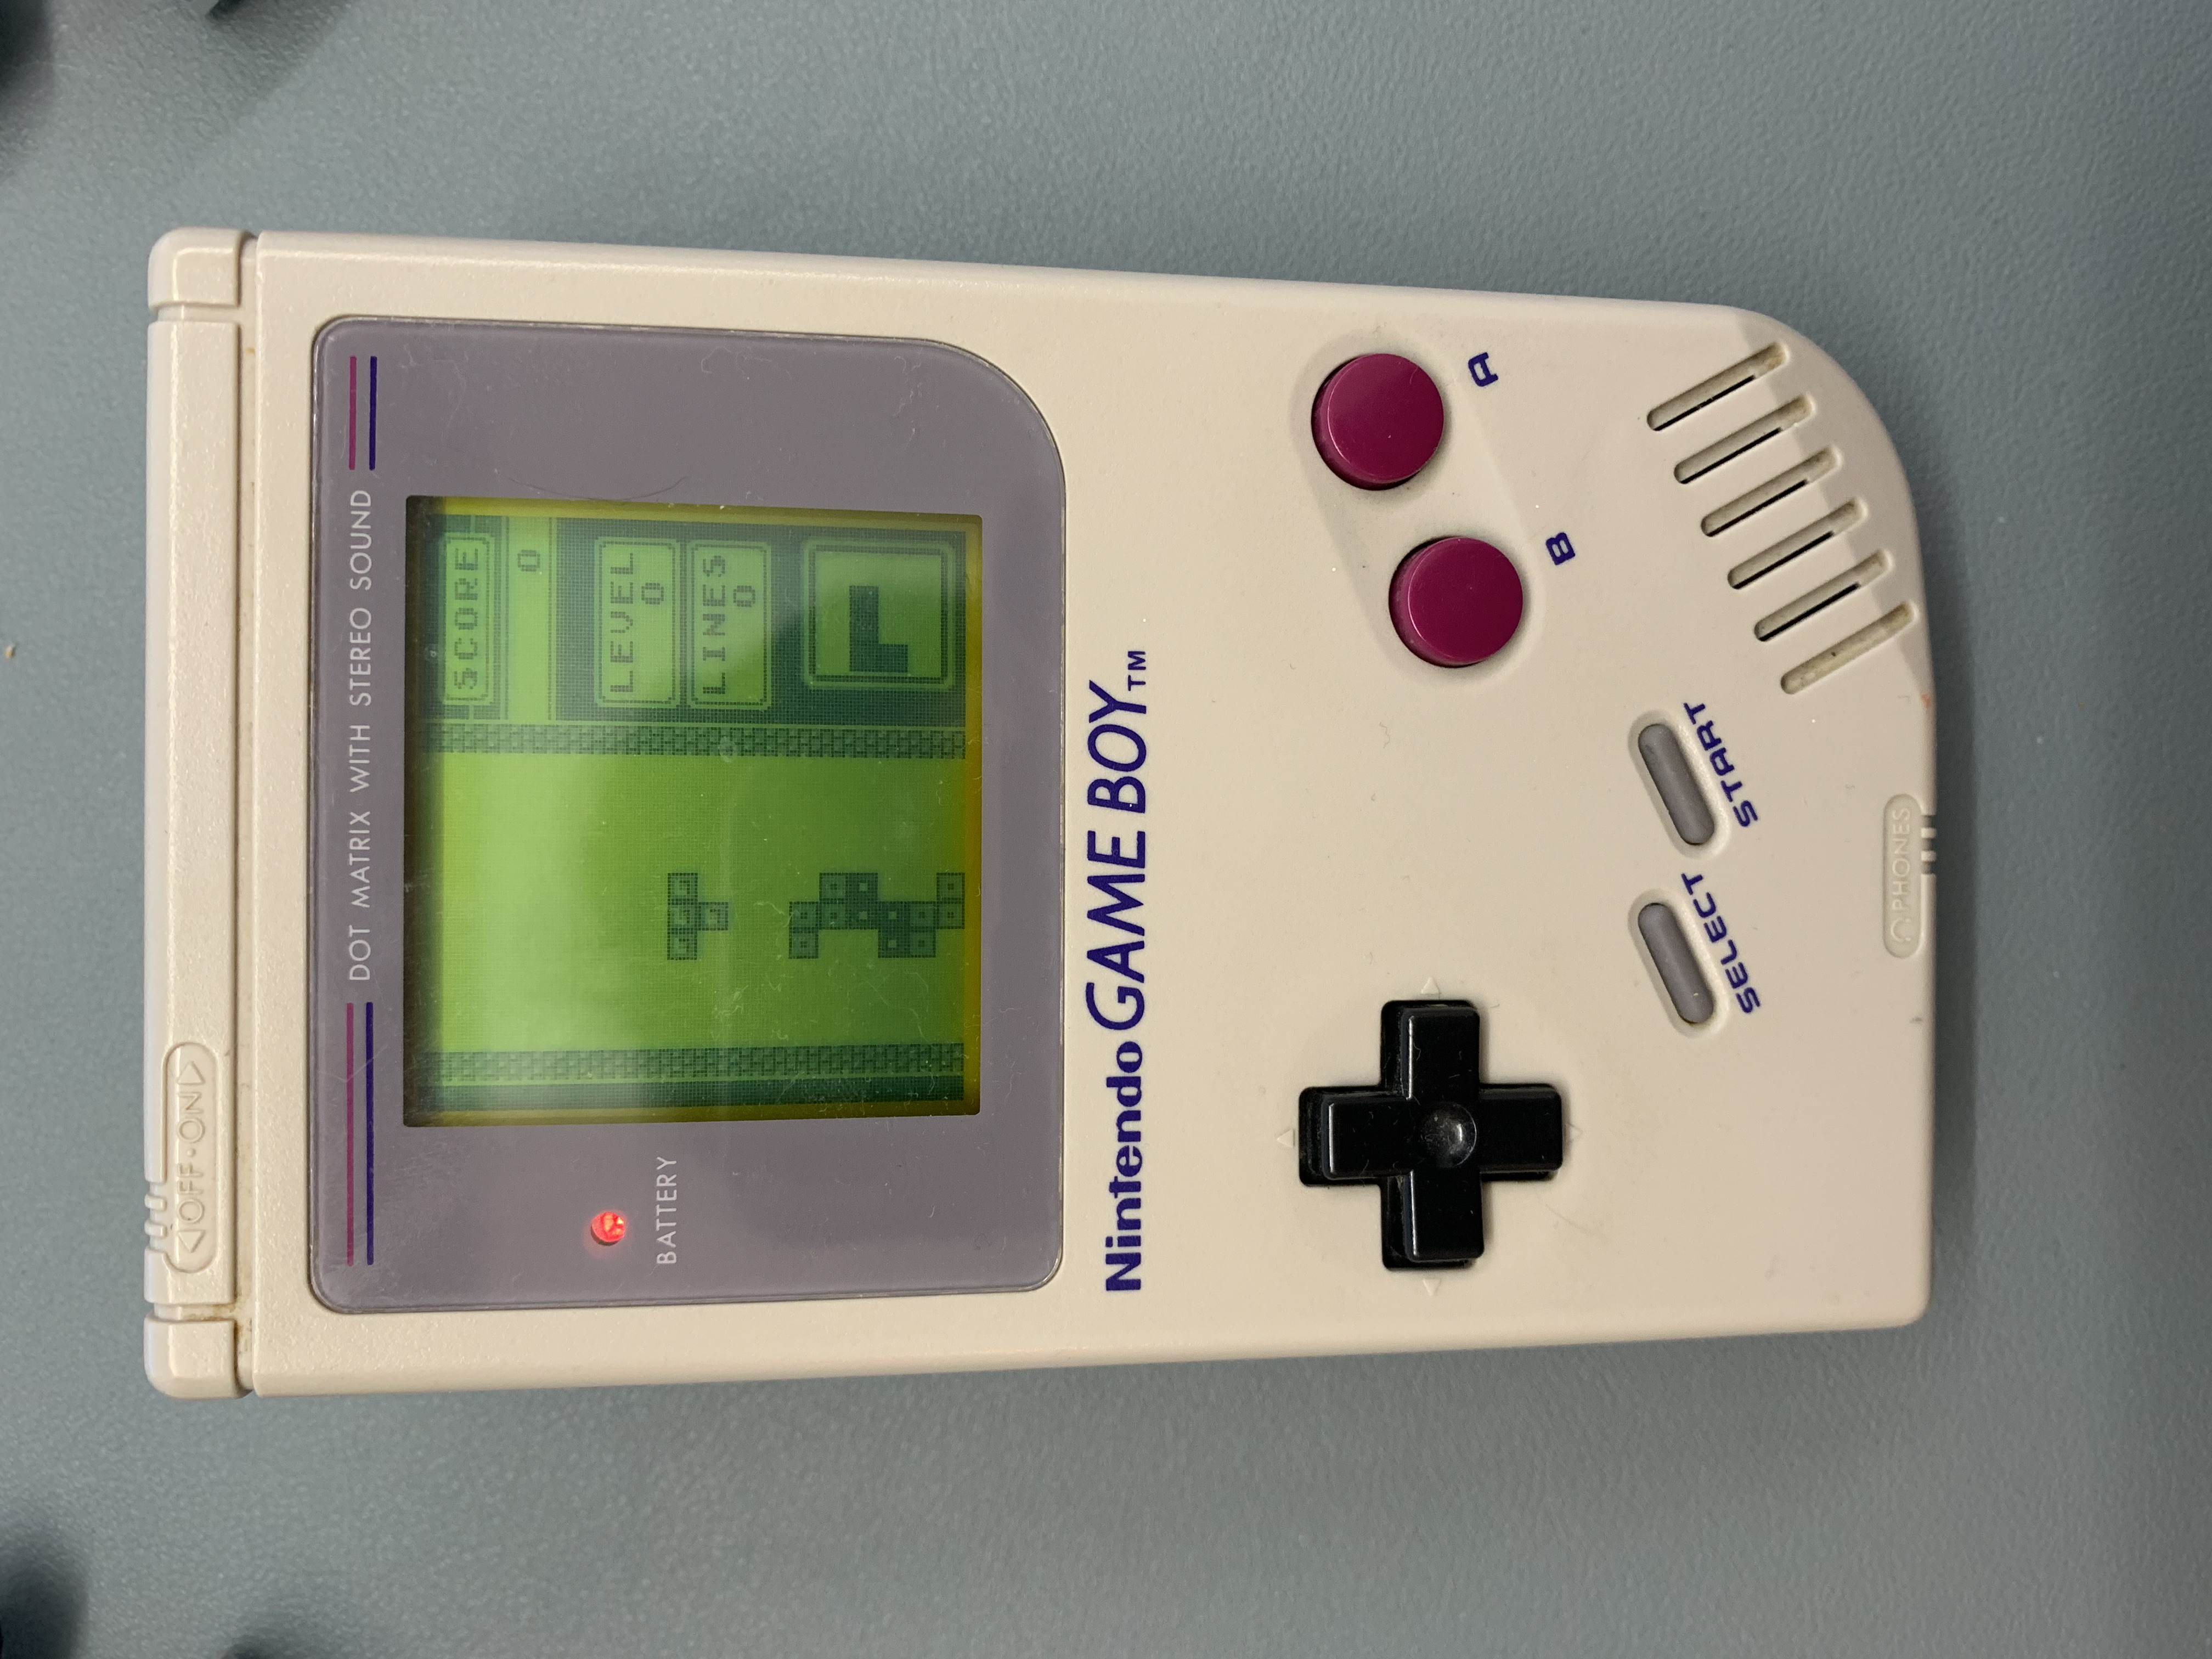 OFF•ON
DOT MATRIX WITH STEREO SOUND
SCORE
0
LEVEL
0
LINES
0
BATTERY
Nintendo GAME BOY™
A
B
SELECT
START
PHONES